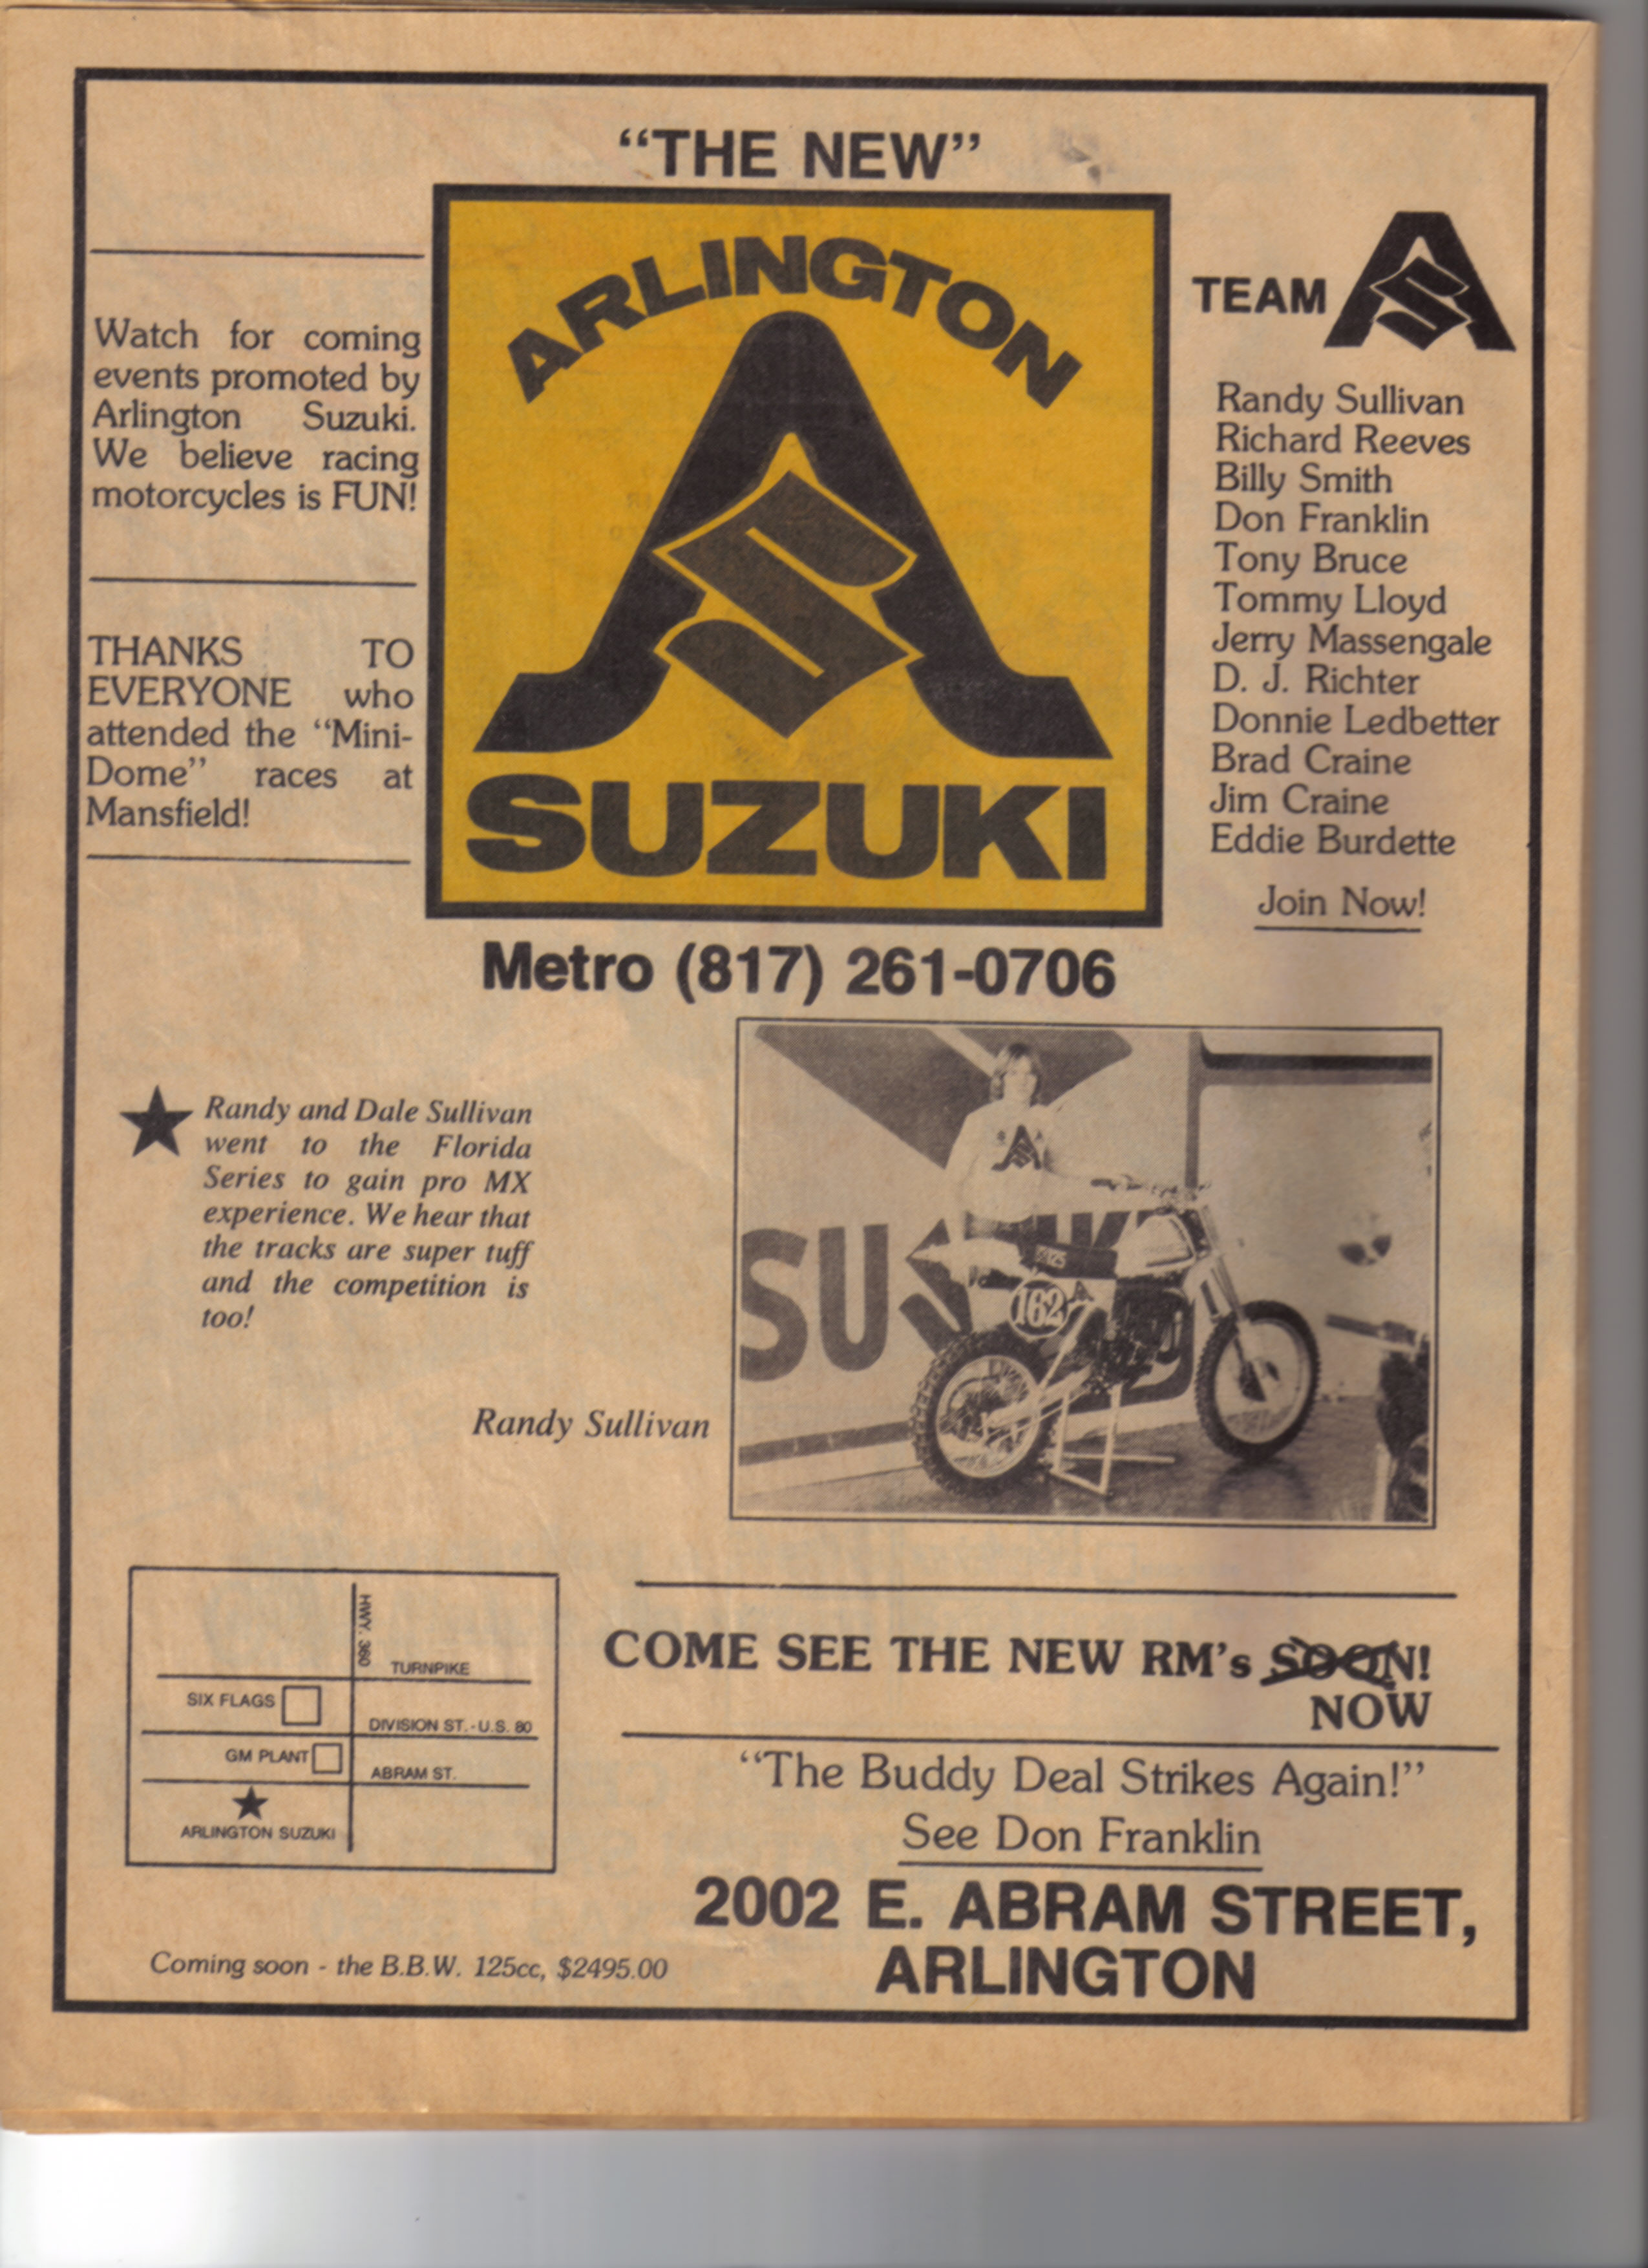 “THE NEW”
ARLINGTON
SUZUKI
Metro (817) 261-0706
Watch for coming
events promoted by
Arlington Suzuki.
We believe racing
motorcycles is FUN!
THANKS TO
EVERYONE who
attended the “Mini-
Dome” races at
Mansfield!
TEAM
Randy Sullivan
Richard Reeves
Billy Smith
Don Franklin
Tony Bruce
Tommy Lloyd
Jerry Massengale
D. J. Richter
Donnie Ledbetter
Brad Craine
Jim Craine
Eddie Burdette
Join Now!
Randy and Dale Sullivan
went to the Florida
Series to gain pro MX
experience. We hear that
the tracks are super tuff
and the competition is
too!
Randy Sullivan
SU
162
HWY. 360
TURNPIKE
SIX FLAGS
DIVISION ST.-U.S. 80
GM PLANT
ABRAM ST.
ARLINGTON SUZUKI
COME SEE THE NEW RM's SOON!
NOW
“The Buddy Deal Strikes Again!”
See Don Franklin
2002 E. ABRAM STREET,
ARLINGTON
Coming soon - the B.B.W. 125cc, $2495.00